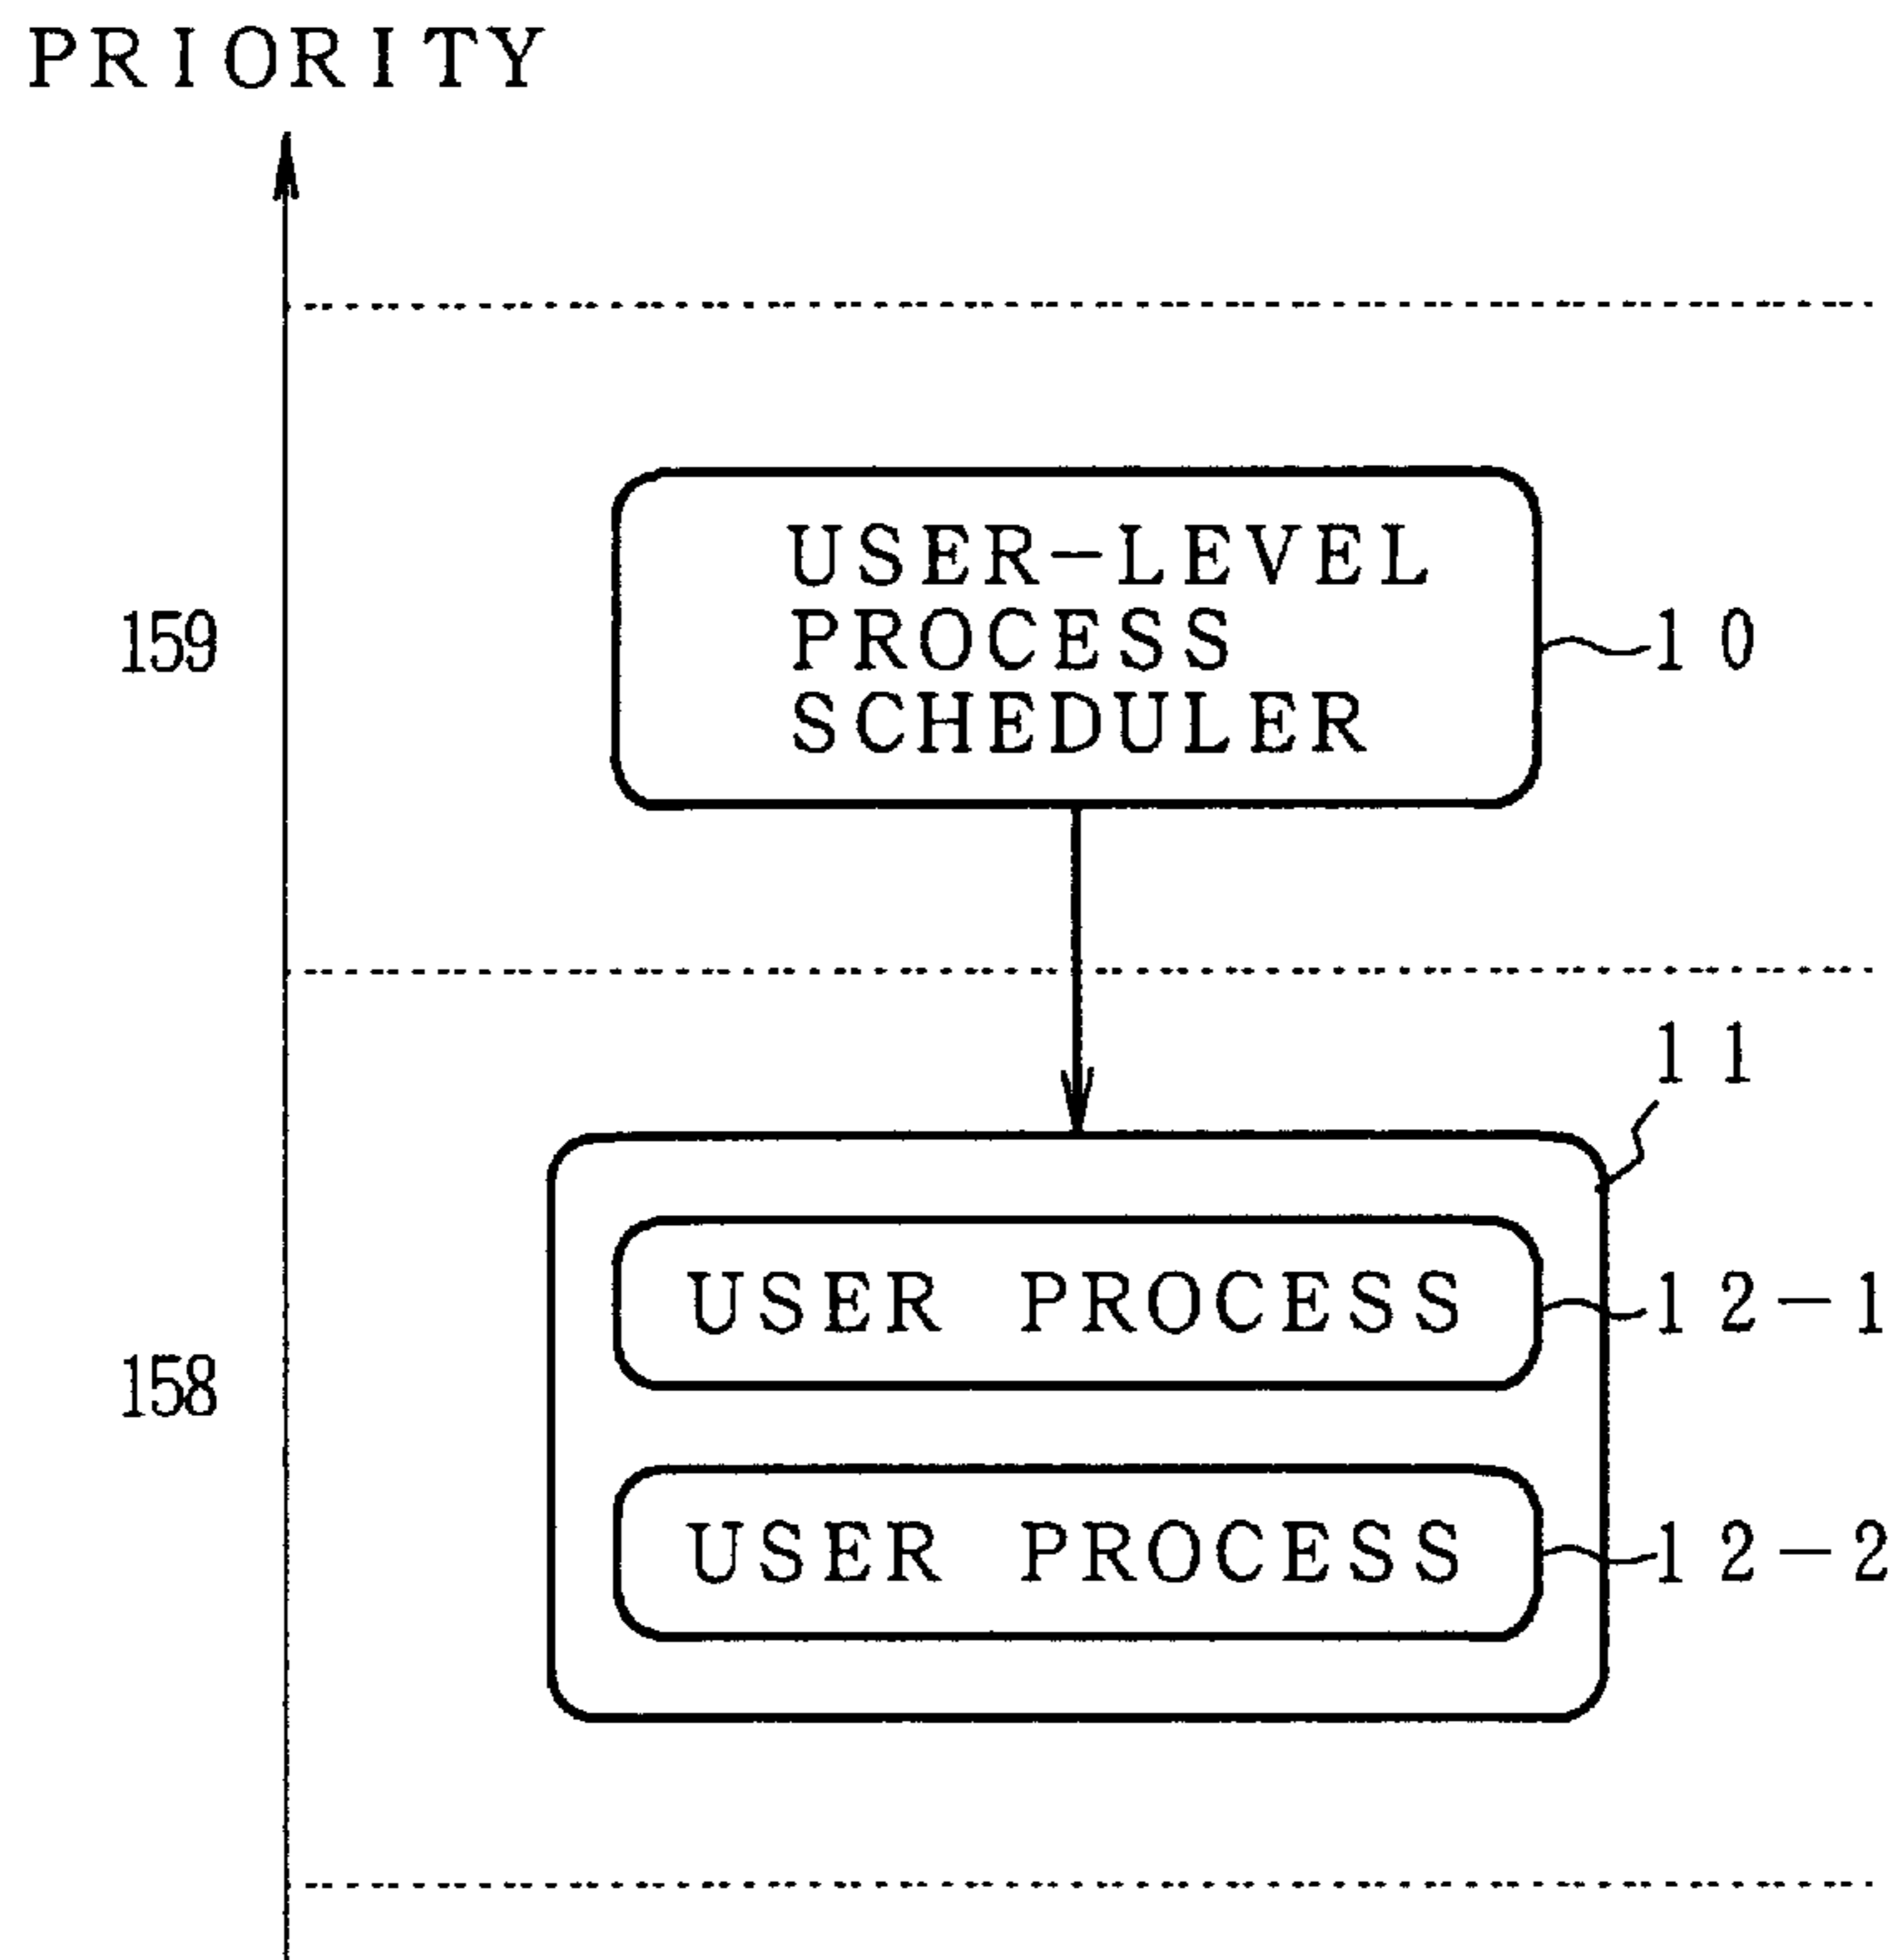 PRIORITY
USER-LEVEL
PROCESS
SCHEDULER
159
10
11
USER PROCESS
12-1
158
USER PROCESS
12-2